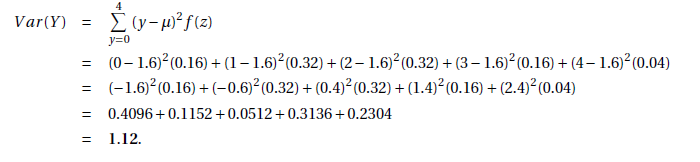 Var(Y) = 4∑y=0 (y−μ)²f(z)
= (0−1.6)²(0.16)+(1−1.6)²(0.32)+(2−1.6)²(0.32)+(3−1.6)²(0.16)+(4−1.6)²(0.04)
= (−1.6)²(0.16)+(−0.6)²(0.32)+(0.4)²(0.32)+(1.4)²(0.16)+(2.4)²(0.04)
= 0.4096+0.1152+0.0512+0.3136+0.2304
= 1.12.